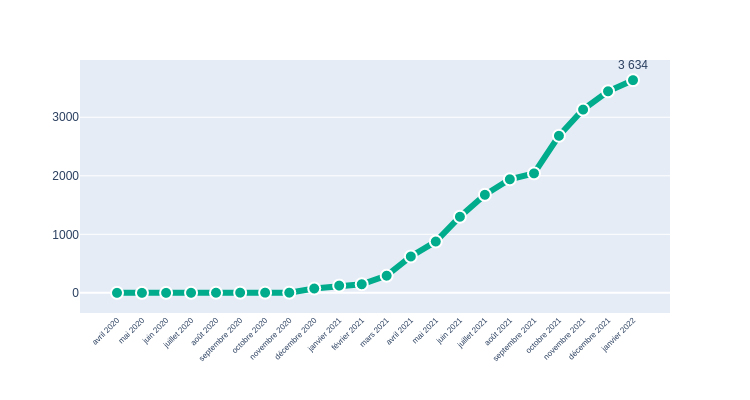 3 634
3000
2000
1000
0
avril 2020
mai 2020
juin 2020
juillet 2020
août 2020
septembre 2020
octobre 2020
novembre 2020
décembre 2020
janvier 2021
février 2021
mars 2021
avril 2021
mai 2021
juin 2021
juillet 2021
août 2021
septembre 2021
octobre 2021
novembre 2021
décembre 2021
janvier 2022